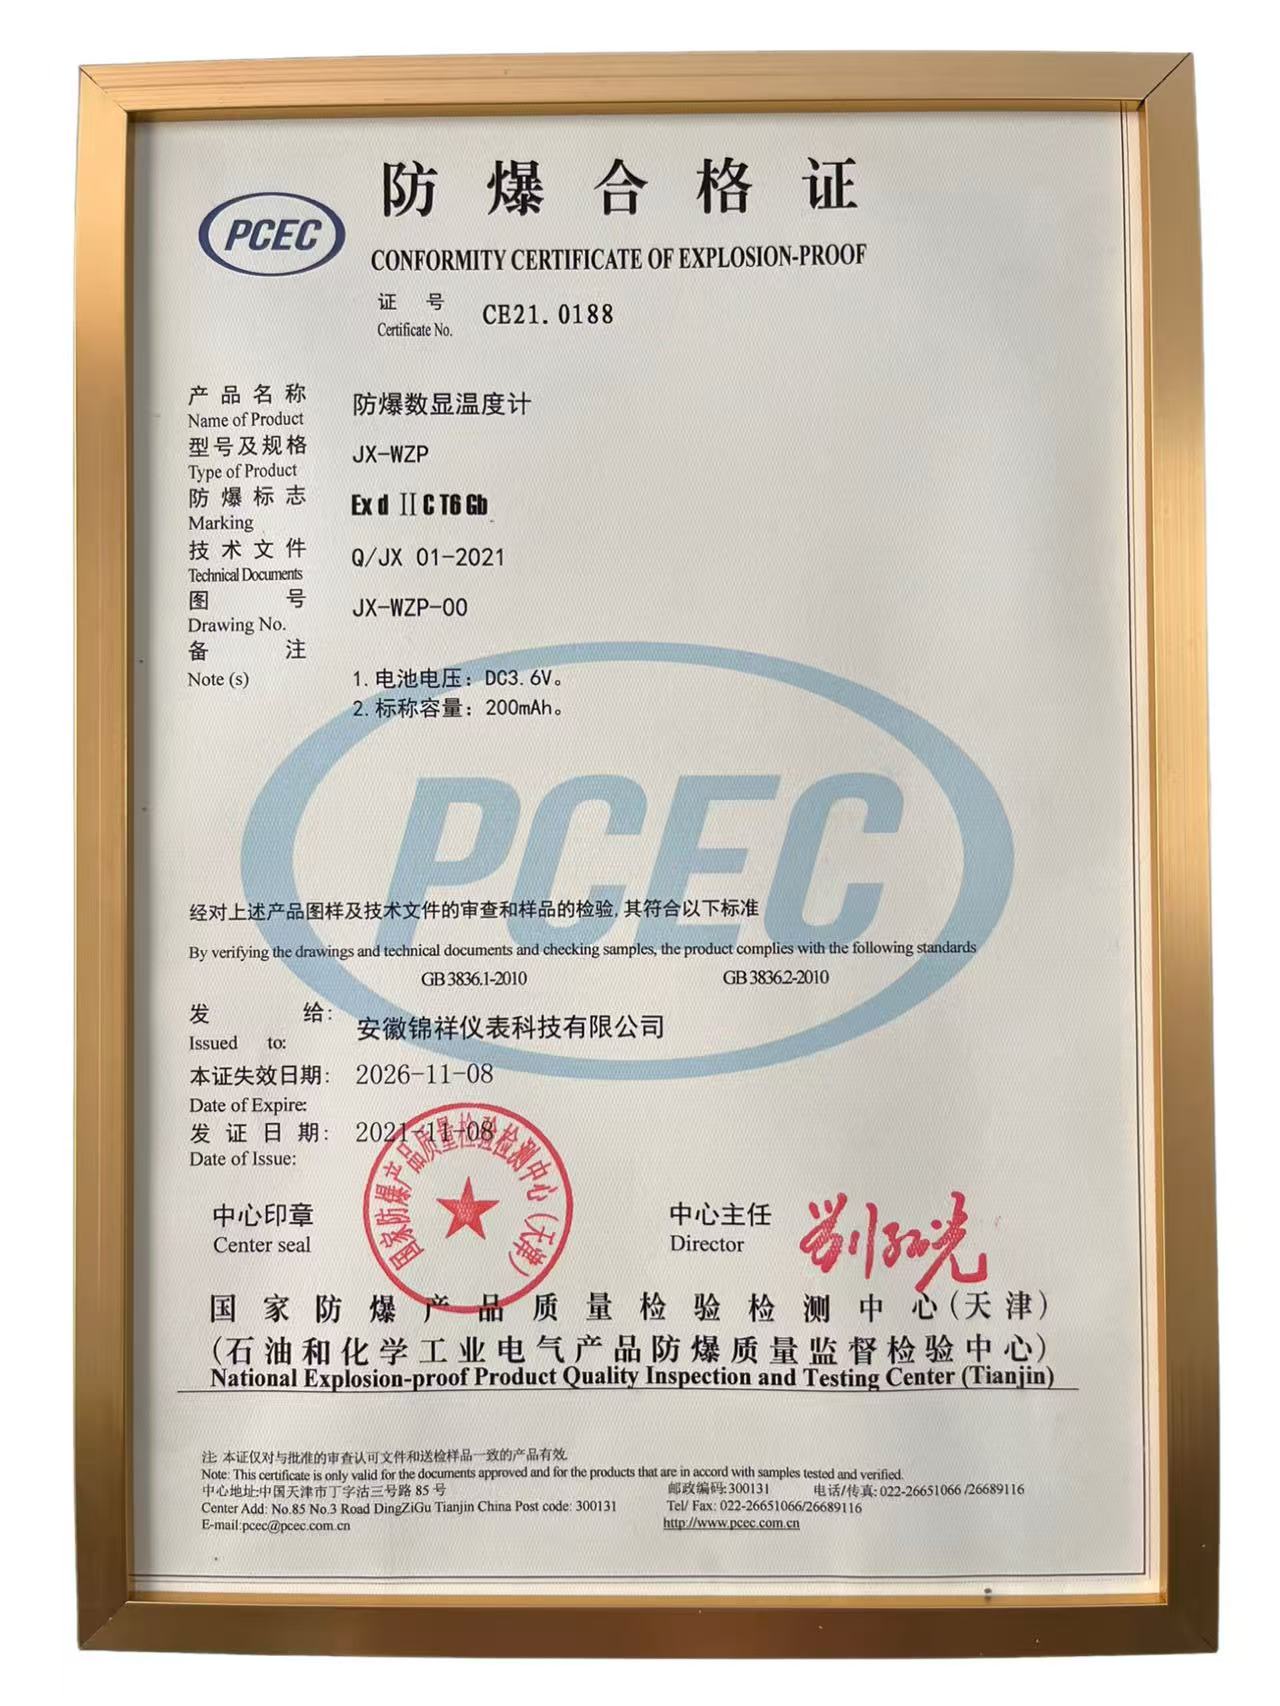 防爆合格证
PCEC
CONFORMITY CERTIFICATE OF EXPLOSION-PROOF
证号 CE21.0188
Certificate No.
产品名称 防爆数显温度计
Name of Product
型号及规格 JX-WZP
Type of Product
防爆标志 Ex d ⅡC T6 Gb
Marking
技术文件 Q/JX 01-2021
Technical Documents
图号 JX-WZP-00
Drawing No.
备注
Note (s) 1.电池电压：DC3.6V。
2.标称容量：200mAh。
PCEC
经对上述产品图样及技术文件的审查和样品的检验,其符合以下标准
By verifying the drawings and technical documents and checking samples, the product complies with the following standards
GB 3836.1-2010 GB 3836.2-2010
发给: 安徽锦祥仪表科技有限公司
Issued to:
本证失效日期: 2026-11-08
Date of Expire:
发证日期: 2021-11-08
Date of Issue:
国家防爆产品质量检验检测中心（天津）
中心印章 中心主任
Center seal Director
国家防爆产品质量检验检测中心(天津)
(石油和化学工业电气产品防爆质量监督检验中心)
National Explosion-proof Product Quality Inspection and Testing Center (Tianjin)
注: 本证仅对与批准的审查认可文件和送检样品一致的产品有效.
Note: This certificate is only valid for the documents approved and for the products that are in accord with samples tested and verified.
中心地址:中国天津市丁字沽三号路 85 号 邮政编码:300131 电话/传真:022-26651066 /26689116
Center Add: No.85 No.3 Road DingZiGu Tianjin China Post code: 300131 Tel/ Fax: 022-26651066/26689116
E-mail:pcec@pcec.com.cn http://www.pcec.com.cn